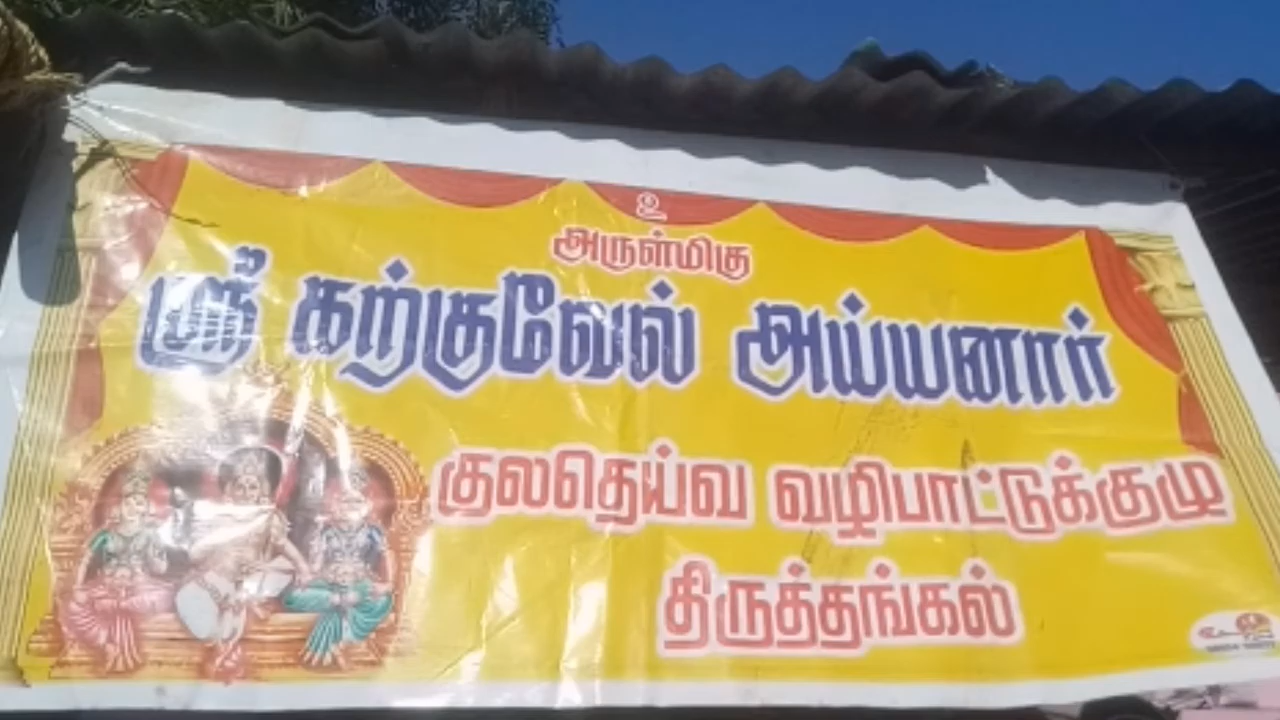 உ
அருள்மிகு
ஸ்ரீ கற்குவேல் அய்யனார்
குலதெய்வ வழிபாட்டுக்குழு
திருத்தங்கல்